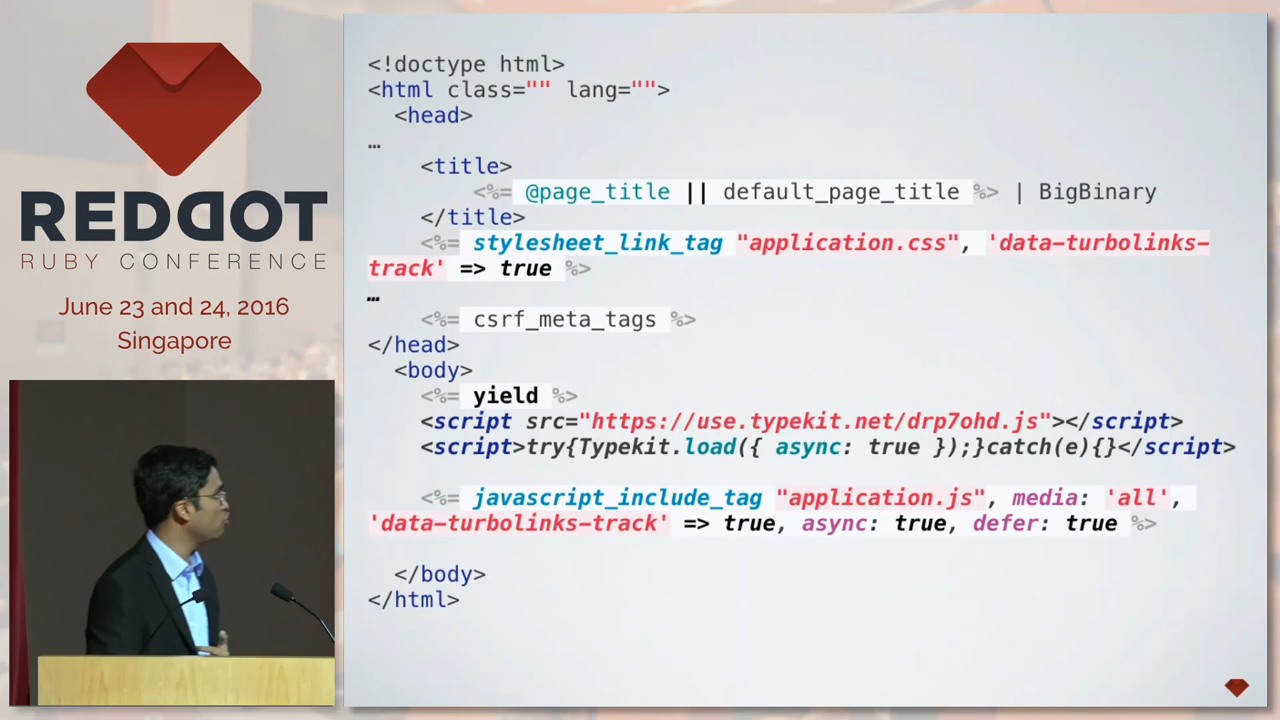 REDDOT
RUBY CONFERENCE
June 23 and 24, 2016
Singapore
<!doctype html>
<html class="" lang="">
<head>
…
<title>
<%= @page_title || default_page_title %> | BigBinary
</title>
<%= stylesheet_link_tag "application.css", 'data-turbolinks-
track' => true %>
…
<%= csrf_meta_tags %>
</head>
<body>
<%= yield %>
<script src="https://use.typekit.net/drp7ohd.js"></script>
<script>try{Typekit.load({ async: true });}catch(e){}</script>
<%= javascript_include_tag "application.js", media: 'all',
'data-turbolinks-track' => true, async: true, defer: true %>
</body>
</html>